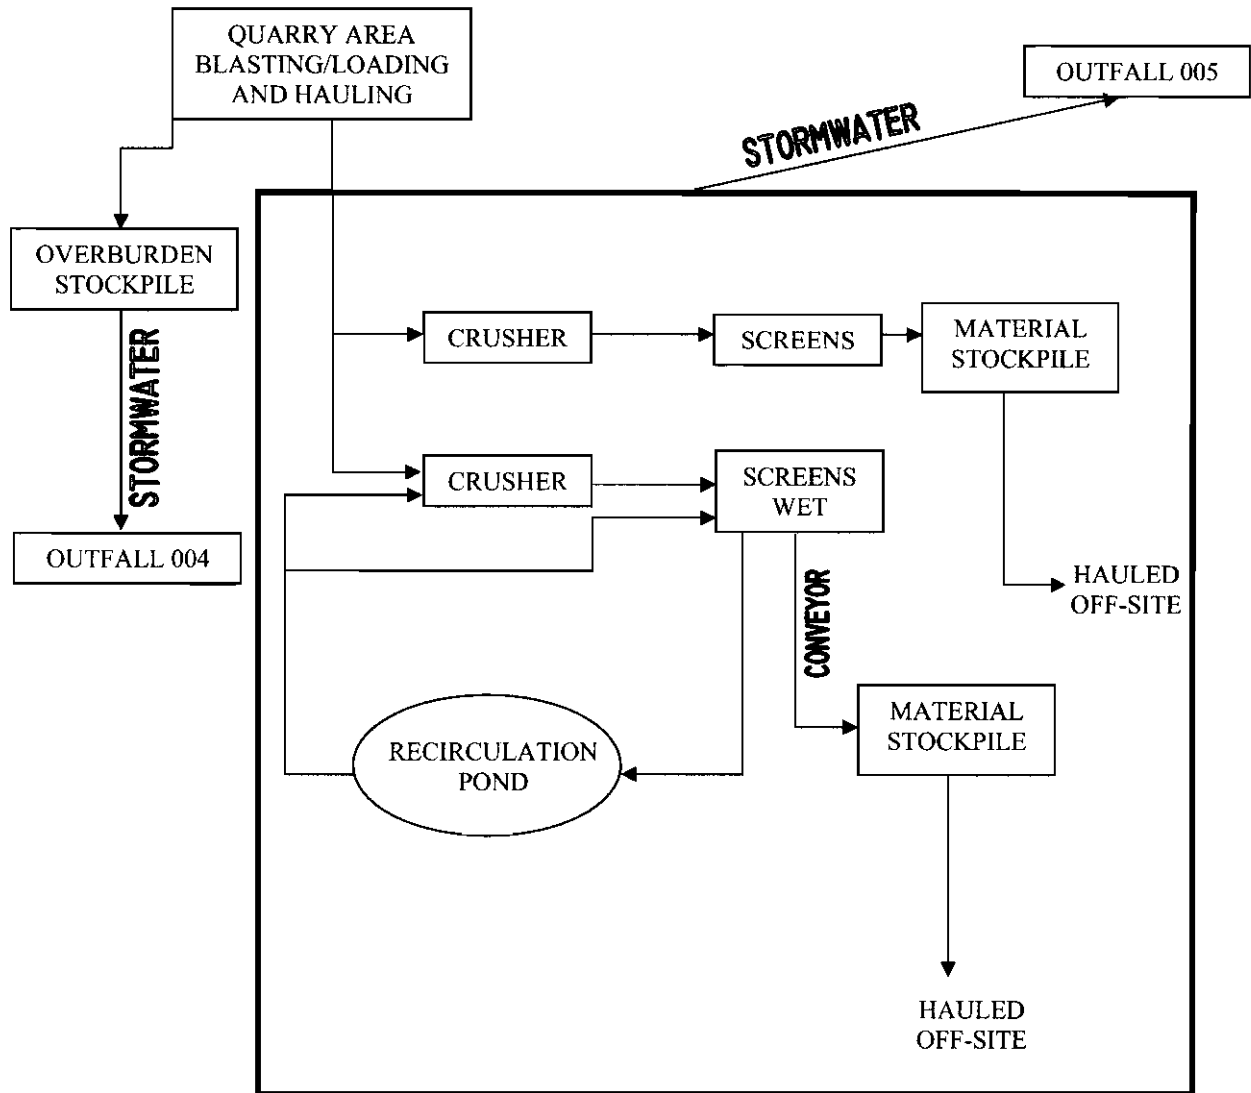 QUARRY AREA
BLASTING/LOADING
AND HAULING
OUTFALL 005
STORMWATER
OVERBURDEN
STOCKPILE
STORMWATER
OUTFALL 004
CRUSHER
SCREENS
MATERIAL
STOCKPILE
CRUSHER
SCREENS
WET
HAULED
OFF-SITE
CONVEYOR
MATERIAL
STOCKPILE
RECIRCULATION
POND
HAULED
OFF-SITE